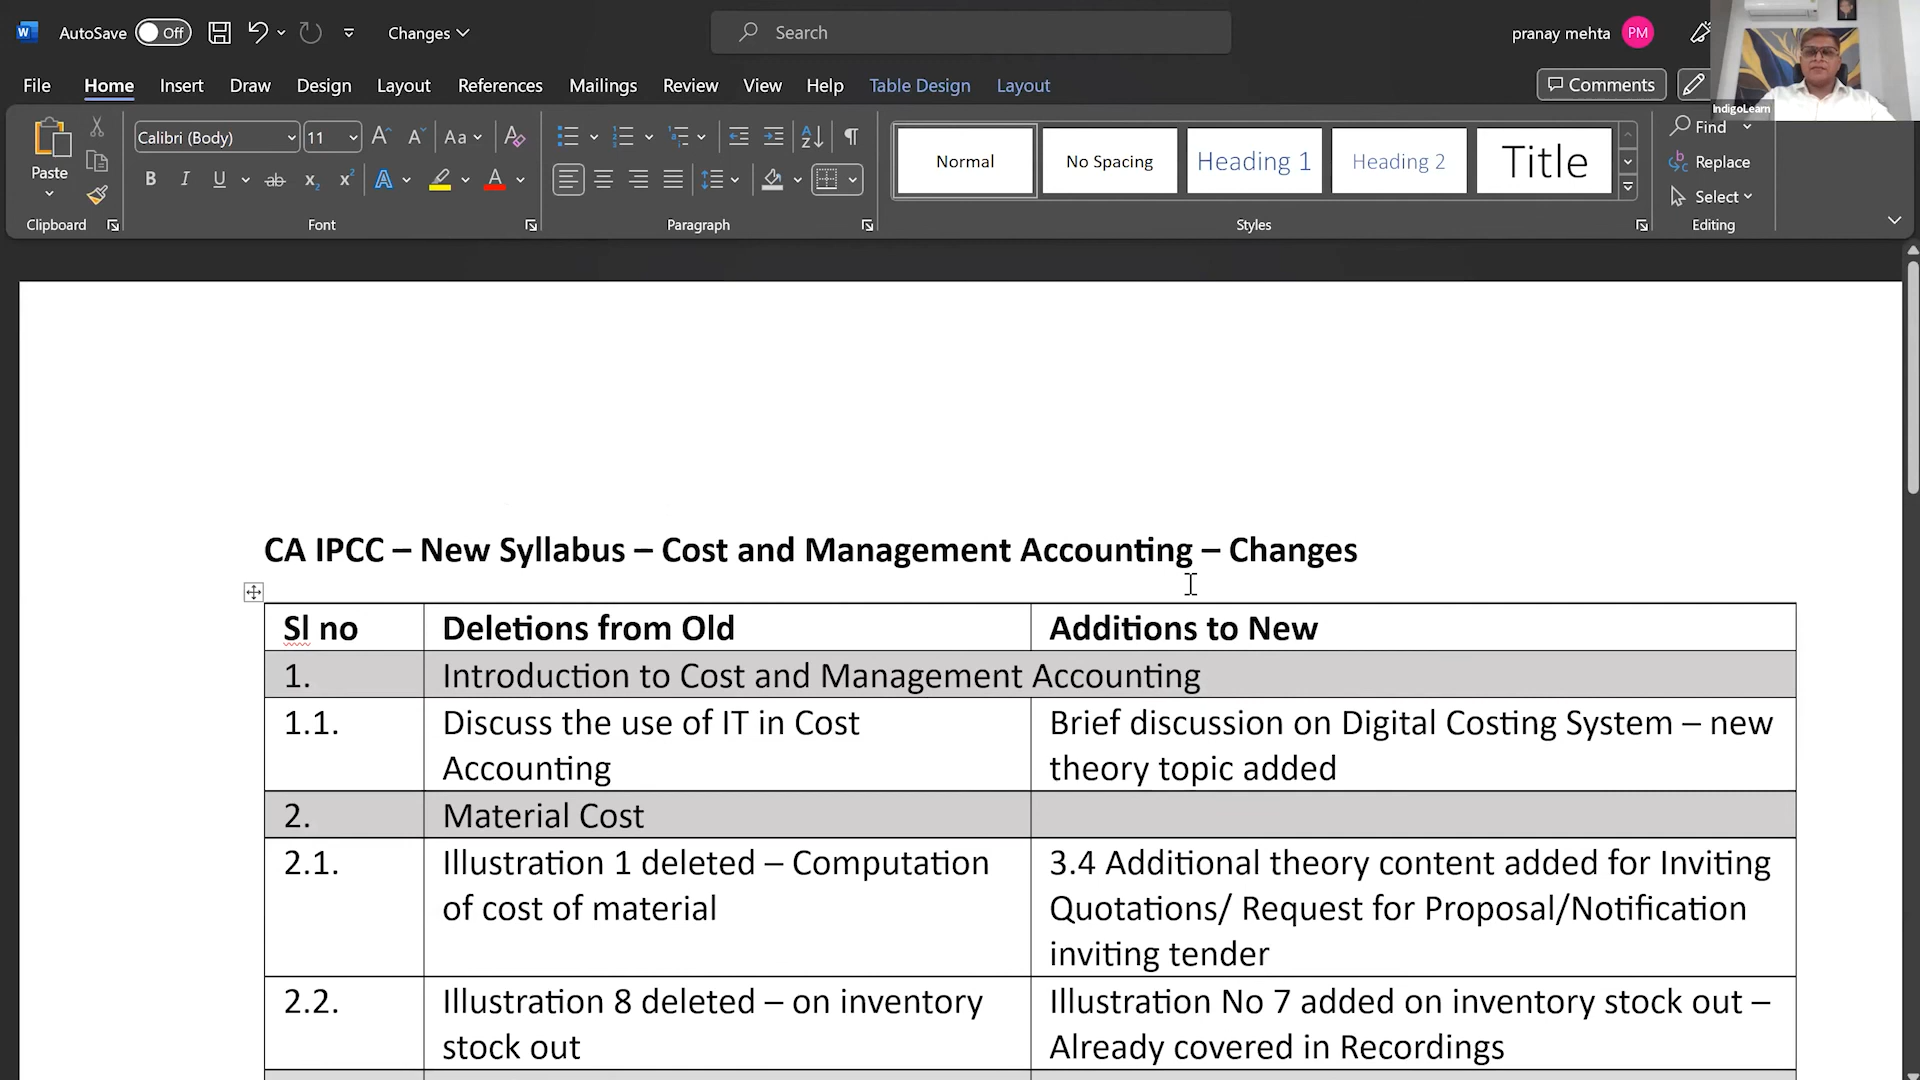 AutoSave Off Changes Search pranay mehta PM
File Home Insert Draw Design Layout References Mailings Review View Help Table Design Layout Comments
IndigoLearn
Paste Calibri (Body) 11 Aa Normal No Spacing Heading 1 Heading 2 Title Find
Replace
Select
Clipboard Font Paragraph Styles Editing
CA IPCC – New Syllabus – Cost and Management Accounting – Changes
Sl no Deletions from Old Additions to New
1. Introduction to Cost and Management Accounting
1.1. Discuss the use of IT in Cost Brief discussion on Digital Costing System – new
Accounting theory topic added
2. Material Cost
2.1. Illustration 1 deleted – Computation 3.4 Additional theory content added for Inviting
of cost of material Quotations/ Request for Proposal/Notification
inviting tender
2.2. Illustration 8 deleted – on inventory Illustration No 7 added on inventory stock out –
stock out Already covered in Recordings